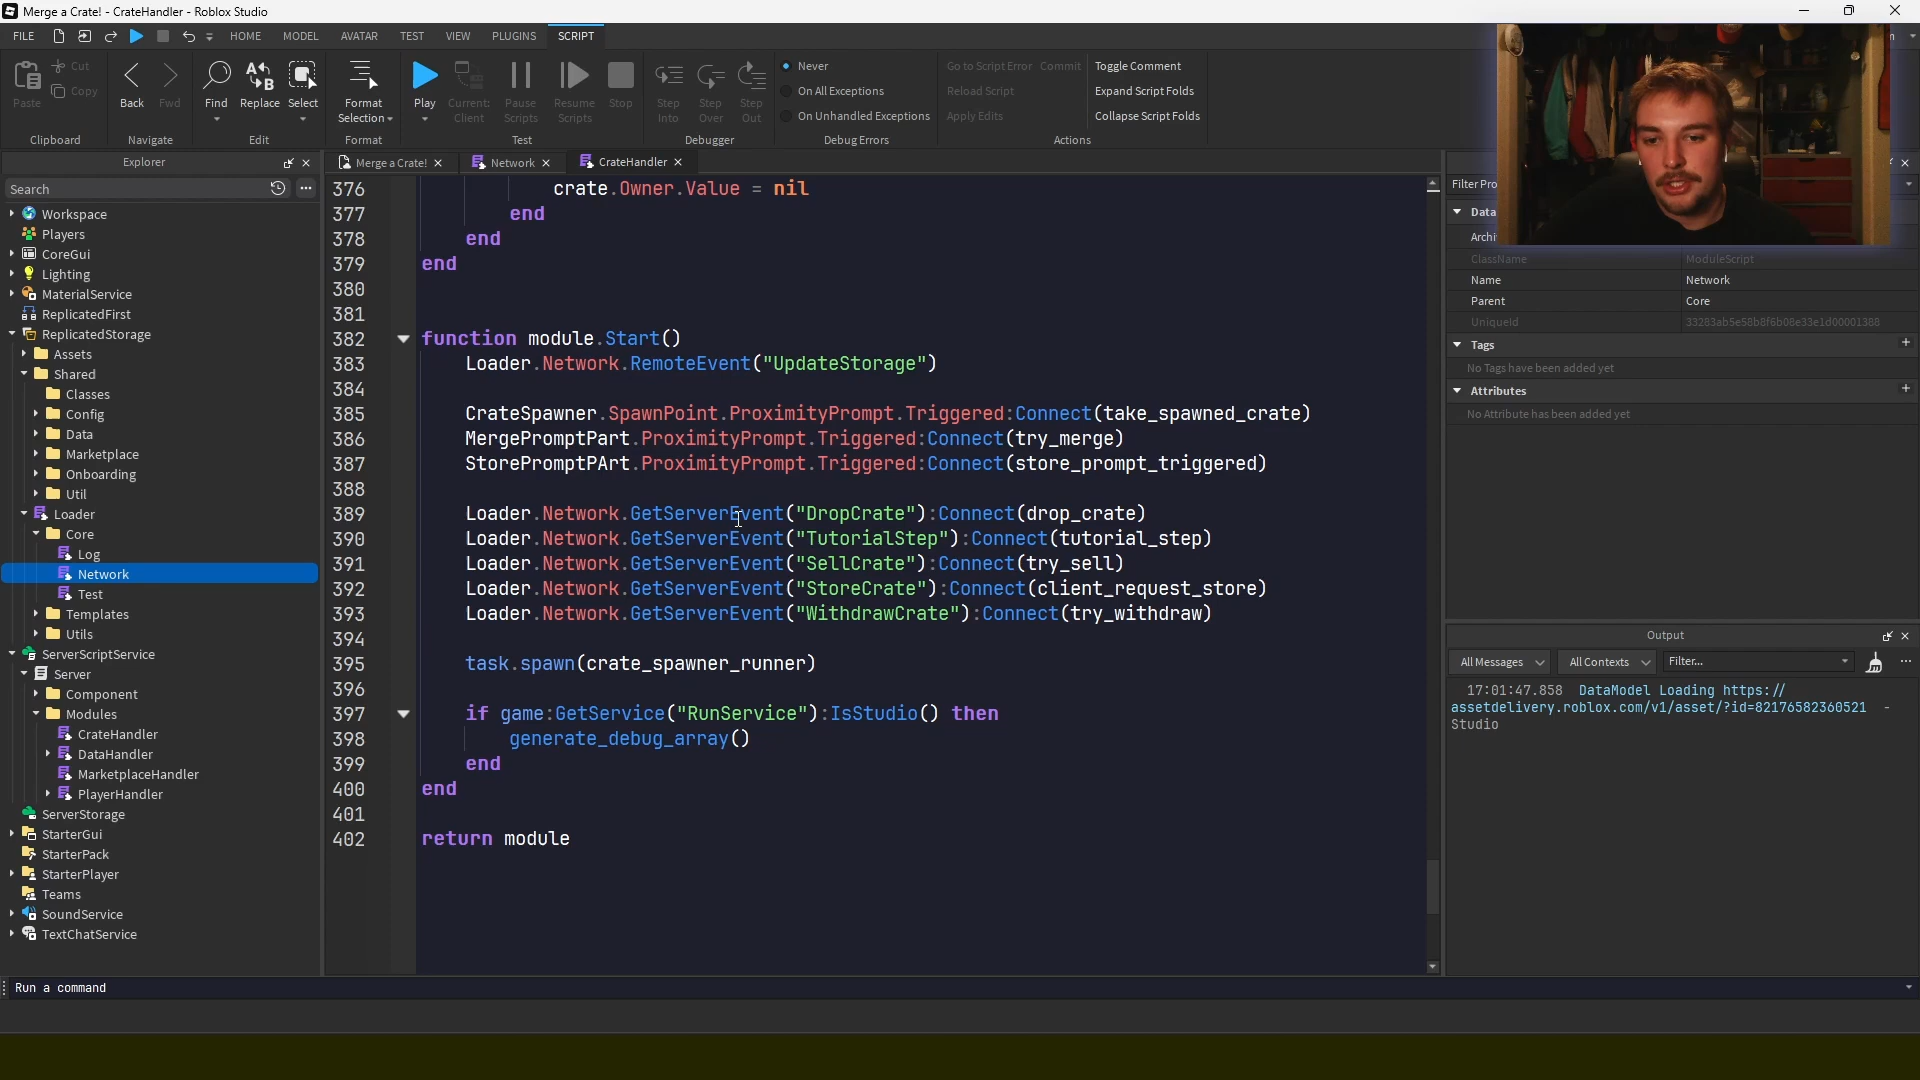 Merge a Crate! - CrateHandler - Roblox Studio
FILE HOME MODEL AVATAR TEST VIEW PLUGINS SCRIPT
Paste Cut Copy
Back Fwd
Find Replace Select
Format Selection
Play Current: Client Pause Scripts Resume Scripts Stop
Step Into Step Over Step Out
Never
On All Exceptions
On Unhandled Exceptions
Go to Script Error Commit
Reload Script
Apply Edits
Toggle Comment
Expand Script Folds
Collapse Script Folds
Clipboard Navigate Edit Format Test Debugger Debug Errors Actions
Explorer
Merge a Crate! Network CrateHandler
Search
Workspace
Players
CoreGui
Lighting
MaterialService
ReplicatedFirst
ReplicatedStorage
Assets
Shared
Classes
Config
Data
Marketplace
Onboarding
Util
Loader
Core
Log
Network
Test
Templates
Utils
ServerScriptService
Server
Component
Modules
CrateHandler
DataHandler
MarketplaceHandler
PlayerHandler
ServerStorage
StarterGui
StarterPack
StarterPlayer
Teams
SoundService
TextChatService
376 crate.Owner.Value = nil
377 end
378 end
379 end
380
381
382 function module.Start()
383 Loader.Network.RemoteEvent("UpdateStorage")
384
385 CrateSpawner.SpawnPoint.ProximityPrompt.Triggered:Connect(take_spawned_crate)
386 MergePromptPart.ProximityPrompt.Triggered:Connect(try_merge)
387 StorePromptPArt.ProximityPrompt.Triggered:Connect(store_prompt_triggered)
388
389 Loader.Network.GetServerEvent("DropCrate"):Connect(drop_crate)
390 Loader.Network.GetServerEvent("TutorialStep"):Connect(tutorial_step)
391 Loader.Network.GetServerEvent("SellCrate"):Connect(try_sell)
392 Loader.Network.GetServerEvent("StoreCrate"):Connect(client_request_store)
393 Loader.Network.GetServerEvent("WithdrawCrate"):Connect(try_withdraw)
394
395 task.spawn(crate_spawner_runner)
396
397 if game:GetService("RunService"):IsStudio() then
398 generate_debug_array()
399 end
400 end
401
402 return module
Filter Pro
Data
Archi
ClassName ModuleScript
Name Network
Parent Core
UniqueId 33283ab5e58b8f6b08e33e1d00001388
Tags
No Tags have been added yet
Attributes
No Attribute has been added yet
Output
All Messages All Contexts Filter...
17:01:47.858 DataModel Loading https://
assetdelivery.roblox.com/v1/asset/?id=82176582360521 -
Studio
Run a command